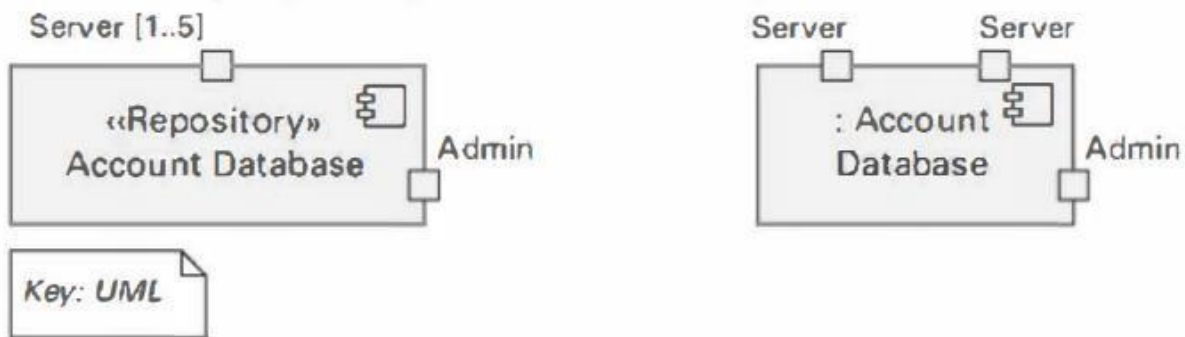 Server [1..5]
«Repository»
Account Database
Admin
Key: UML
Server Server
: Account
Database
Admin